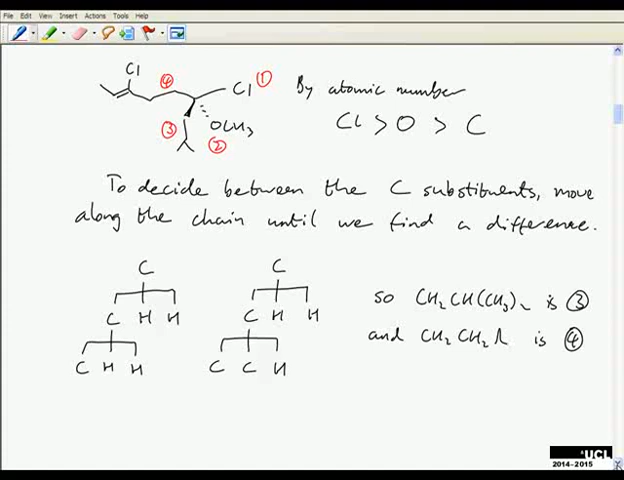 File Edit View Insert Actions Tools Help
Cl
④
Cl ①
By atomic number
③
OCH3
②
Cl > O > C
To decide between the C substituents, move
along the chain until we find a difference.
C C
C H H C H H
C H H C C H
so CH2CH(CH3)2 is ③
and CH2CH2R is ④
UCL
2014-2015